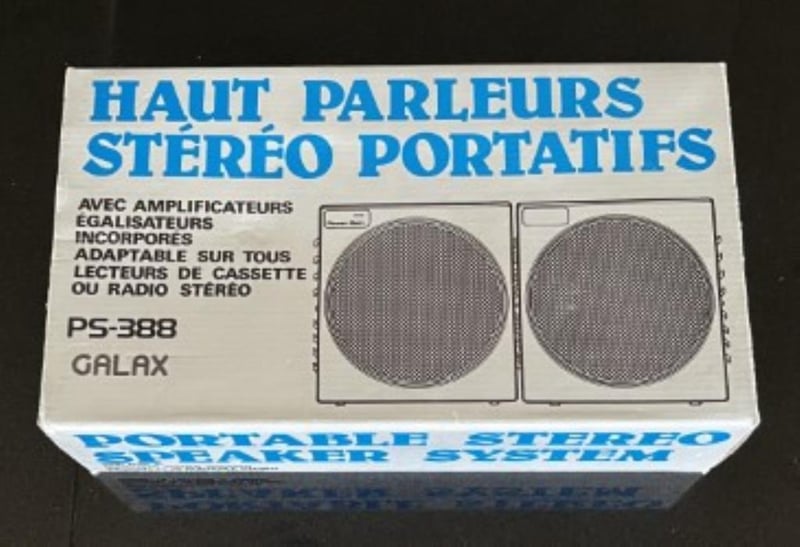 HAUT PARLEURS
STÉRÉO PORTATIFS
AVEC AMPLIFICATEURS
ÉGALISATEURS
INCORPORÉS
ADAPTABLE SUR TOUS
LECTEURS DE CASSETTE
OU RADIO STÉRÉO
PS-388
GALAX
PORTABLE STEREO
SPEAKER SYSTEM